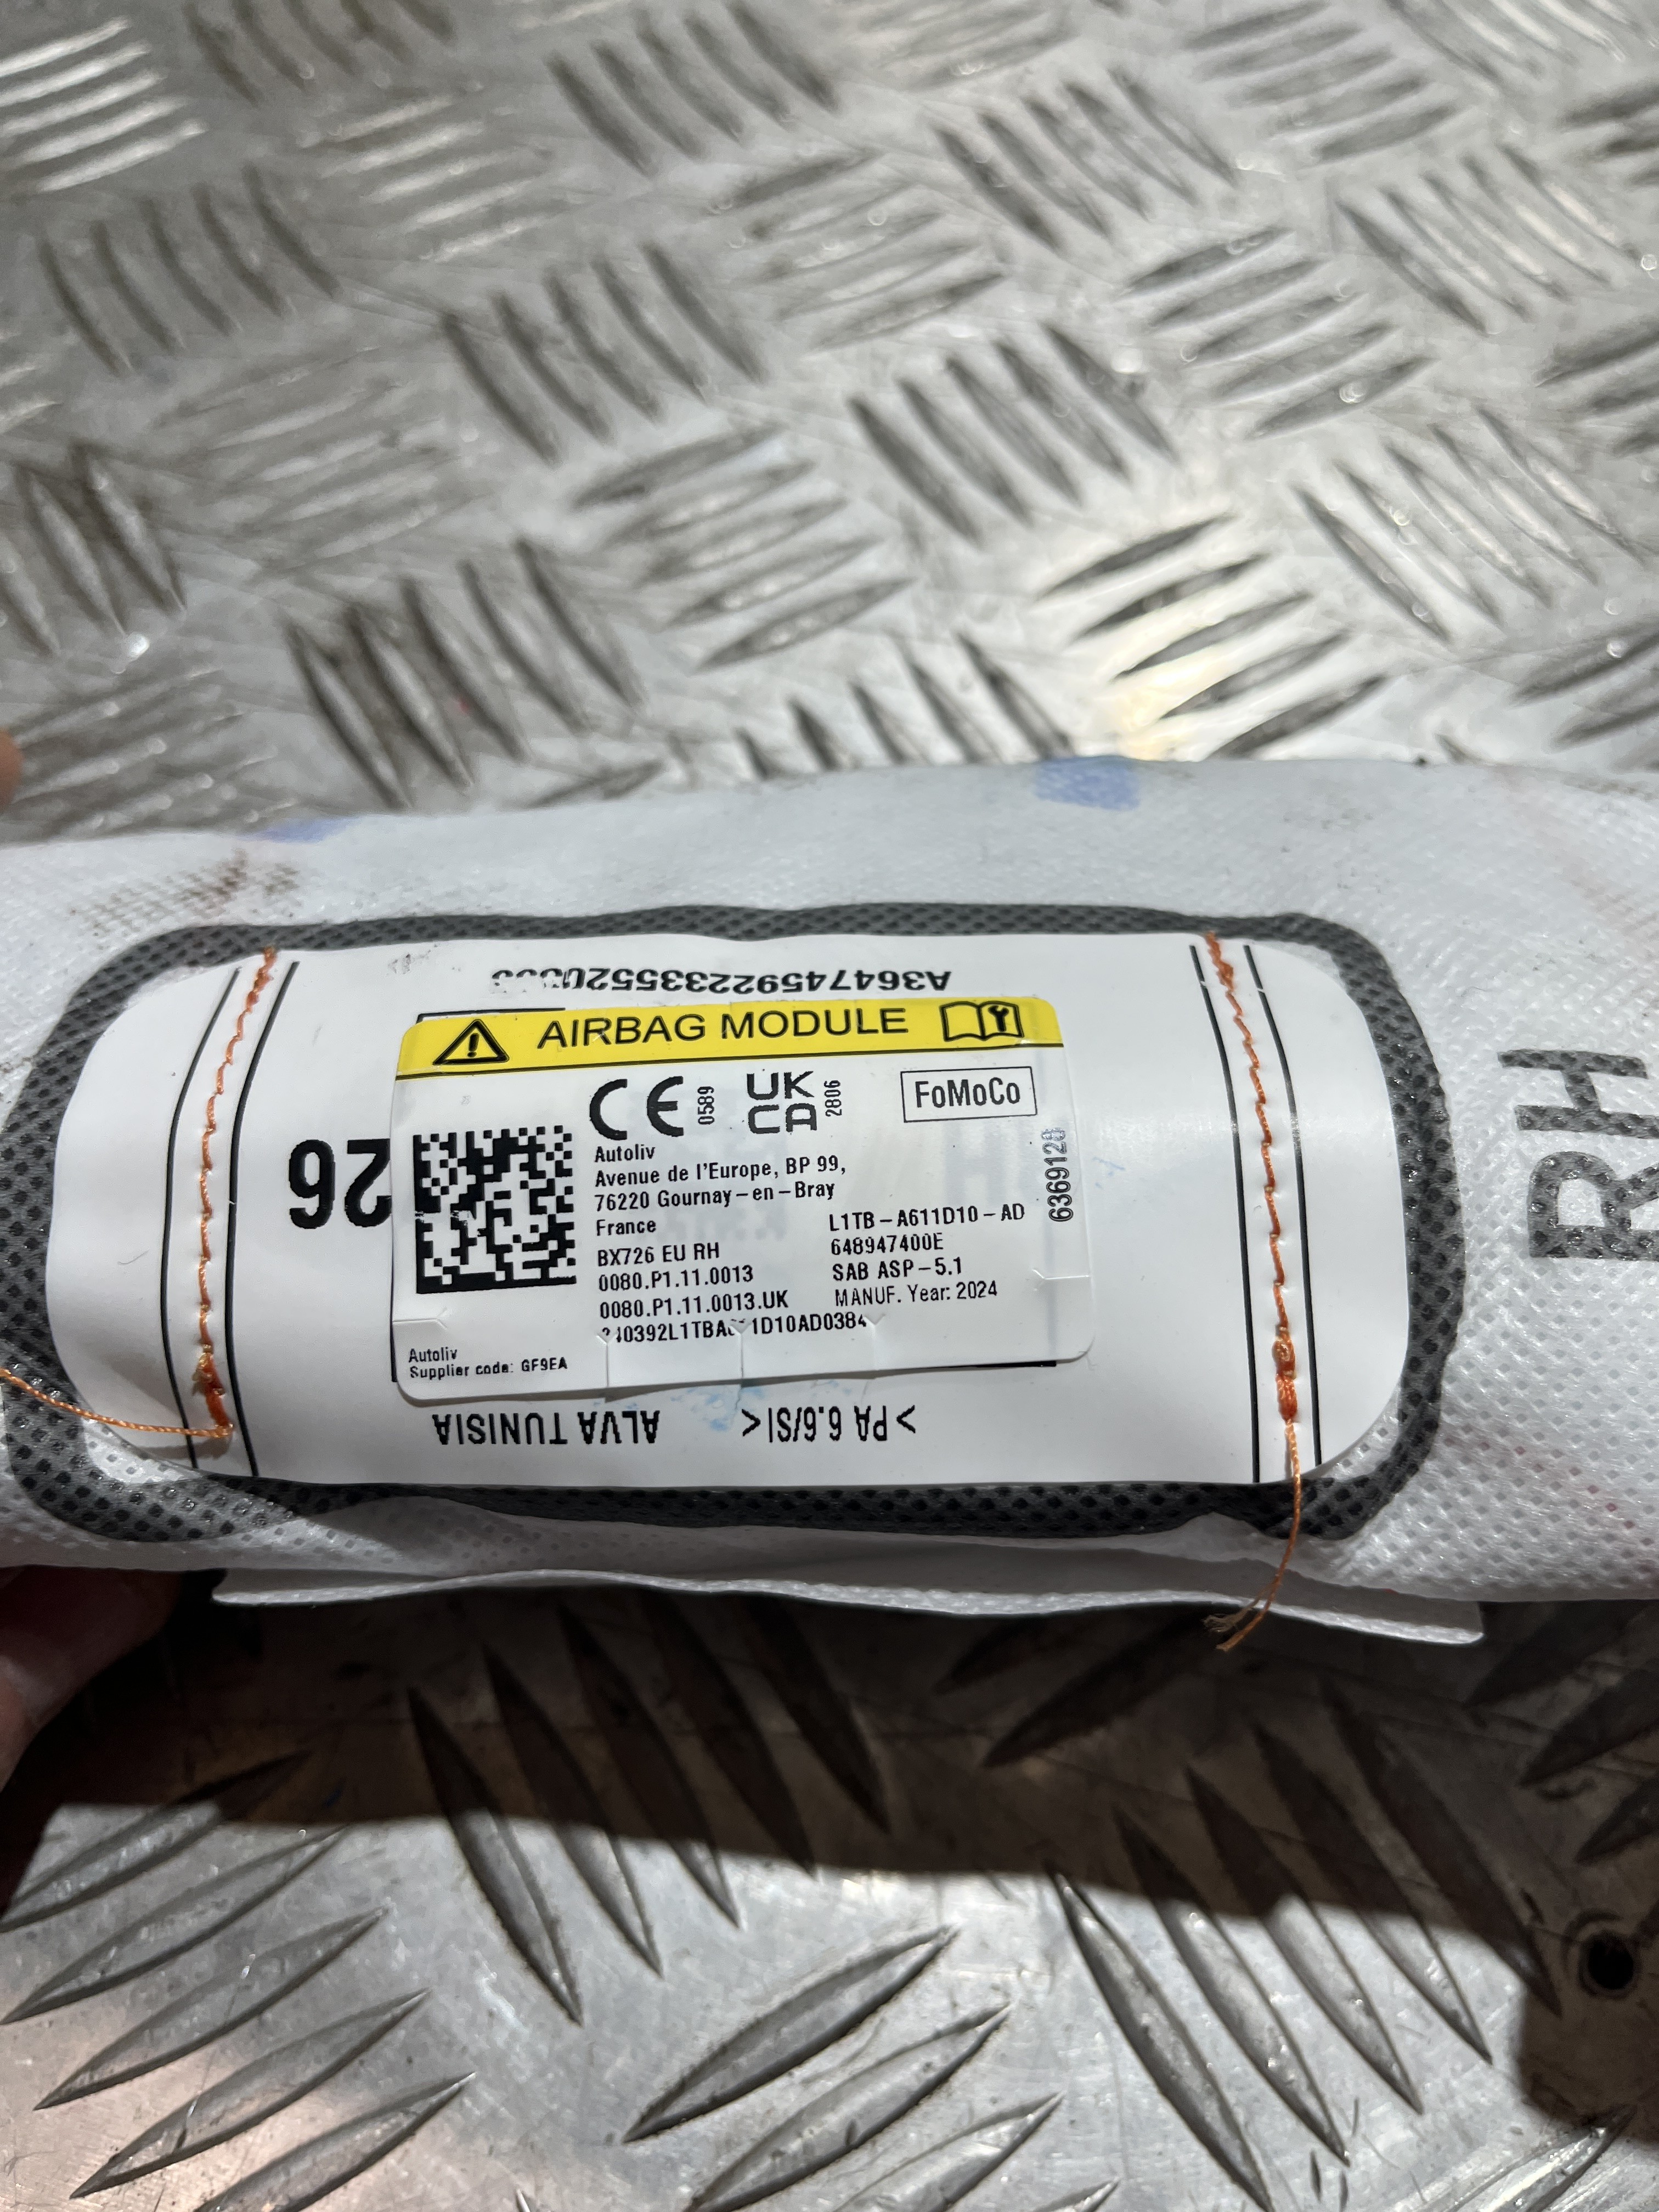 AIRBAG MODULE
CE 0589
UK CA 2806
FoMoCo
Autoliv
Avenue de l'Europe, BP 99,
76220 Gournay-en-Bray
France
BX726 EU RH
0080.P1.11.0013
0080.P1.11.0013.UK
L1TB-A611D10-AD
648947400E
SAB ASP-5.1
MANUF. Year: 2024
Autoliv
Supplier code: GF9EA
26
ALVA TUNISIA
>PA 6.6/SI<
RH